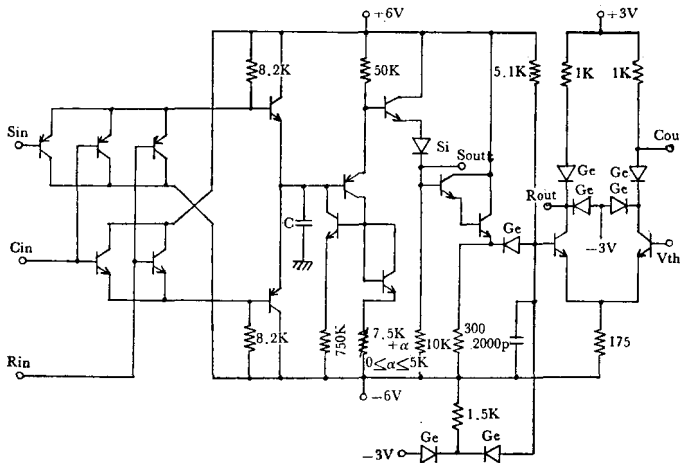 +6V
+3V
8.2K
50K
5.1K
1K
1K
Sin
Si
Sout
Cou
Ge
Ge
Rout
Ge
Ge
C
Ge
−3V
Vth
Cin
8.2K
750K
7.5K
+α
0≤α≤5K
10K
300
.2000p
175
Rin
−6V
1.5K
Ge
Ge
−3V